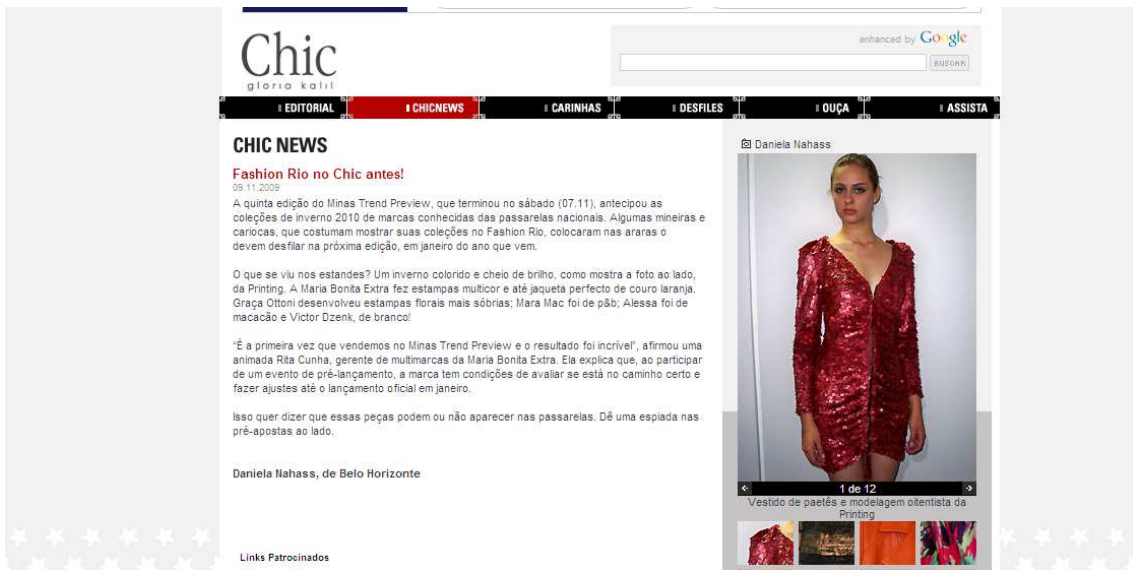 Chic
gloria kalil
enhanced by Google
BUSCAR
EDITORIAL
CHICNEWS
CARINHAS
DESFILES
OUÇA
ASSISTA
CHIC NEWS
Fashion Rio no Chic antes!
09.11.2009
A quinta edição do Minas Trend Preview, que terminou no sábado (07.11), antecipou as
coleções de inverno 2010 de marcas conhecidas das passarelas nacionais. Algumas mineiras e
cariocas, que costumam mostrar suas coleções no Fashion Rio, colocaram nas araras o
devem desfilar na próxima edição, em janeiro do ano que vem.
O que se viu nos estandes? Um inverno colorido e cheio de brilho, como mostra a foto ao lado,
da Printing. A Maria Bonita Extra fez estampas multicor e até jaqueta perfecto de couro laranja.
Graça Ottoni desenvolveu estampas florais mais sóbrias; Mara Mac foi de p&b; Alessa foi de
macacão e Victor Dzenk, de branco!
“É a primeira vez que vendemos no Minas Trend Preview e o resultado foi incrível”, afirmou uma
animada Rita Cunha, gerente de multimarcas da Maria Bonita Extra. Ela explica que, ao participar
de um evento de pré-lançamento, a marca tem condições de avaliar se está no caminho certo e
fazer ajustes até o lançamento oficial em janeiro.
Isso quer dizer que essas peças podem ou não aparecer nas passarelas. Dê uma espiada nas
pré-apostas ao lado.
Daniela Nahass, de Belo Horizonte
Links Patrocinados
Daniela Nahass
1 de 12
Vestido de paetês e modelagem oitentista da
Printing